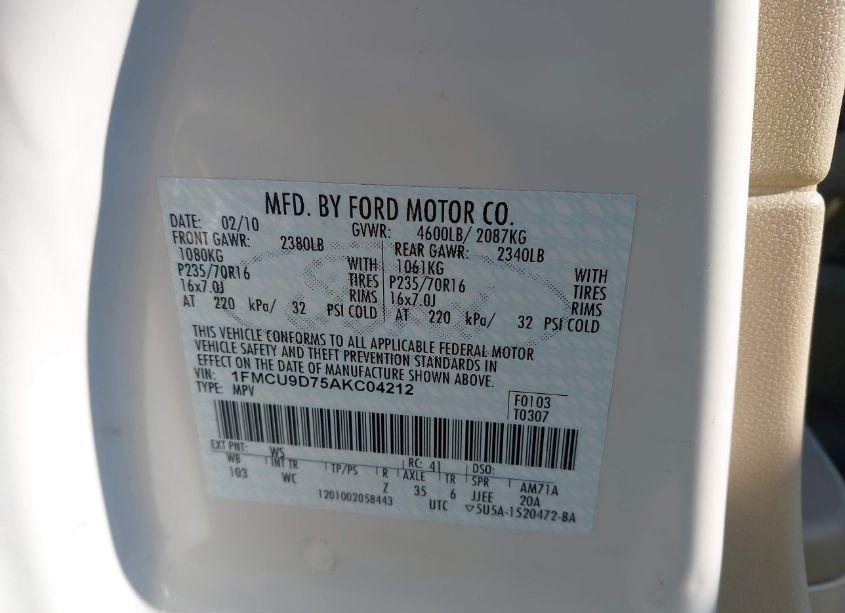 MFD. BY FORD MOTOR CO.
DATE: 02/10 GVWR: 4600LB/ 2087KG
FRONT GAWR: 2380LB REAR GAWR: 2340LB
1080KG WITH 1061KG WITH
P235/70R16 TIRES P235/70R16 TIRES
16x7.0J RIMS 16x7.0J RIMS
AT 220 kPa/ 32 PSI COLD AT 220 kPa/ 32 PSI COLD
THIS VEHICLE CONFORMS TO ALL APPLICABLE FEDERAL MOTOR
VEHICLE SAFETY AND THEFT PREVENTION STANDARDS IN
EFFECT ON THE DATE OF MANUFACTURE SHOWN ABOVE.
VIN: 1FMCU9D75AKC04212
TYPE: MPV
F0103
T0307
EXT PNT: WS RC: 41 DSO:
WB INT TR TP/PS R AXLE TR SPR AM71A
103 WC Z 35 6 JJEE 20A
1201002058443 UTC ▽5U5A-1520472-BA